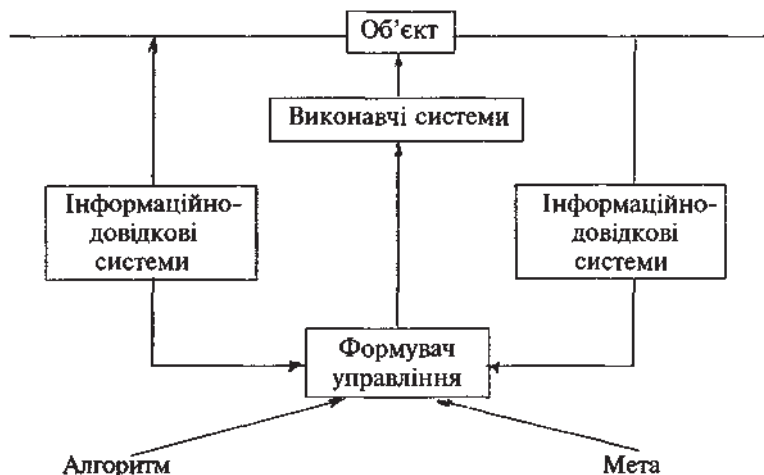 Об’єкт
Виконавчі системи
Інформаційно-
довідкові
системи
Інформаційно-
довідкові
системи
Формувач
управління
Алгоритм
Мета